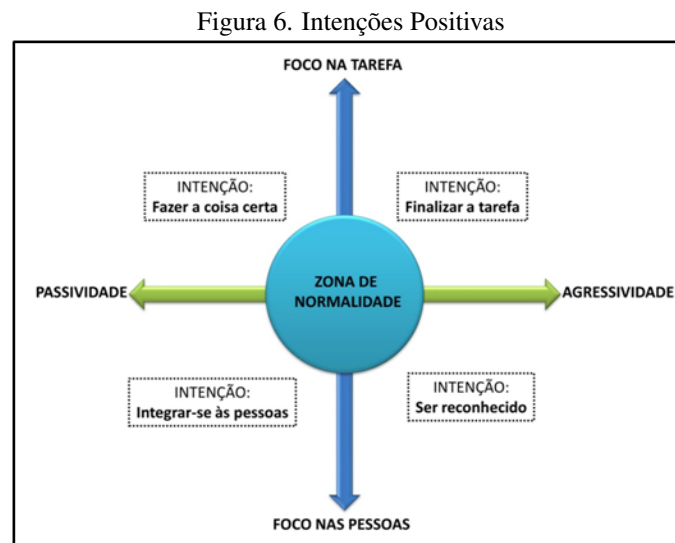 Figura 6. Intenções Positivas
FOCO NA TAREFA
INTENÇÃO:
Fazer a coisa certa
INTENÇÃO:
Finalizar a tarefa
PASSIVIDADE
ZONA DE
NORMALIDADE
AGRESSIVIDADE
INTENÇÃO:
Integrar-se às pessoas
INTENÇÃO:
Ser reconhecido
FOCO NAS PESSOAS